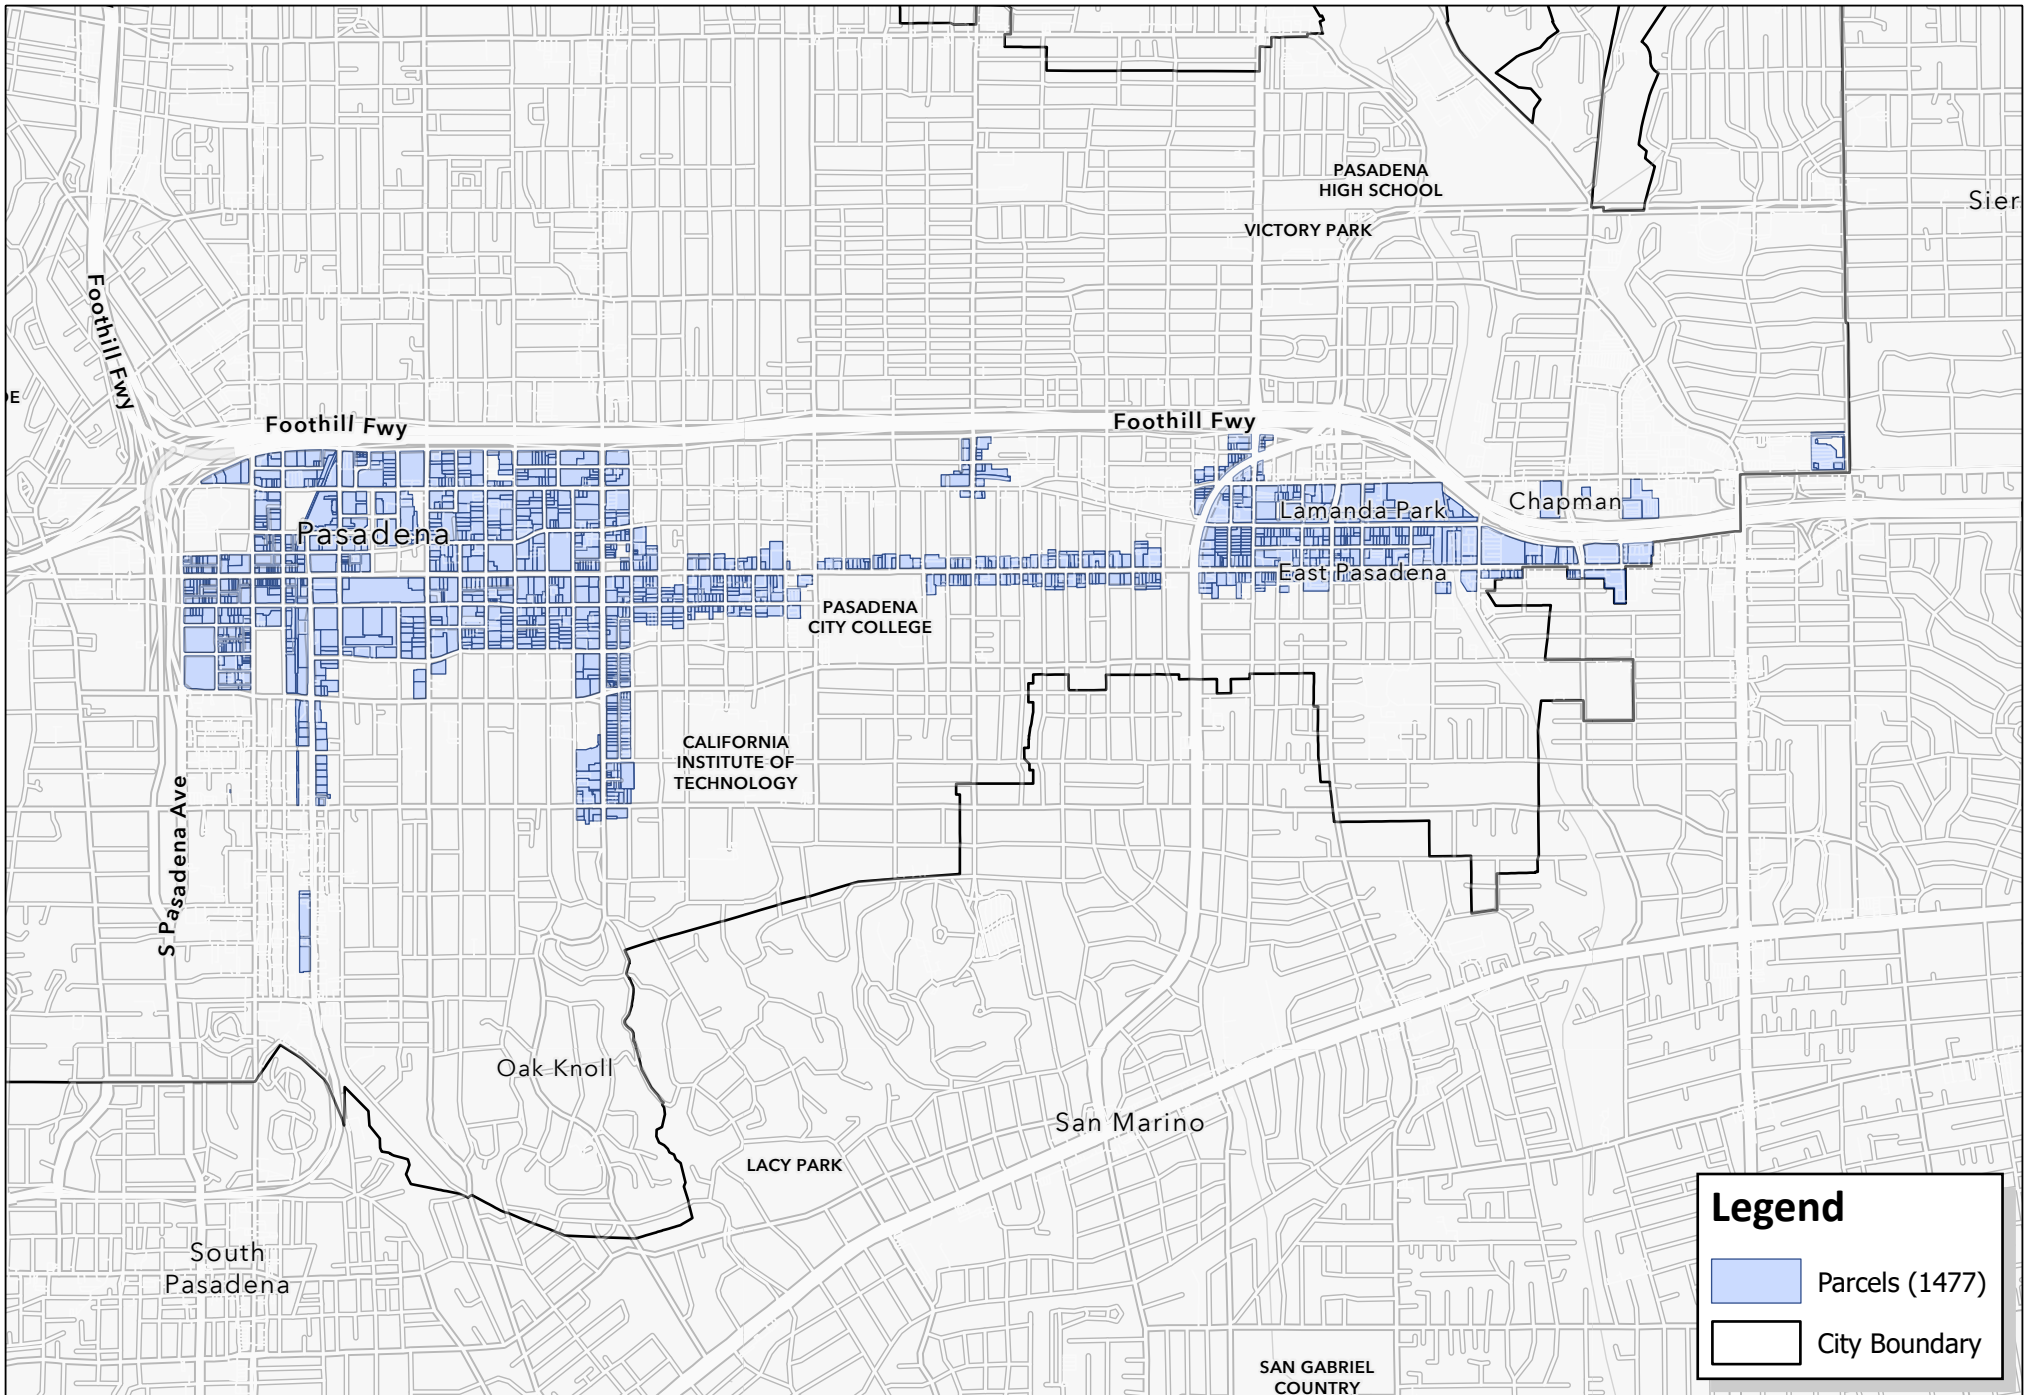 PASADENA
HIGH SCHOOL
Sier
VICTORY PARK
Foothill Fwy
DE
Foothill Fwy
Foothill Fwy
Chapman
Lamanda Park
Pasadena
East Pasadena
PASADENA
CITY COLLEGE
CALIFORNIA
INSTITUTE OF
TECHNOLOGY
S Pasadena Ave
Oak Knoll
San Marino
LACY PARK
South
Pasadena
SAN GABRIEL
COUNTRY
Legend
Parcels (1477)
City Boundary